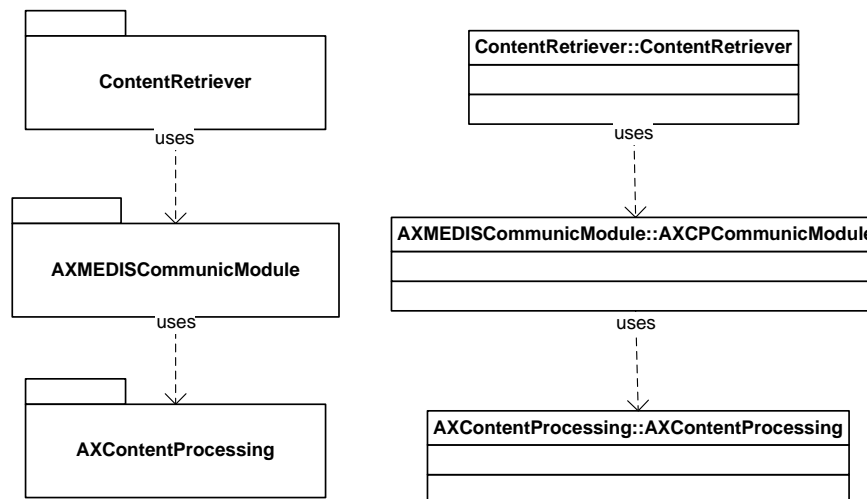 ContentRetriever
uses
AXMEDISCommunicModule
uses
AXContentProcessing
ContentRetriever::ContentRetriever
uses
AXMEDISCommunicModule::AXCPCommunicModule
uses
AXContentProcessing::AXContentProcessing